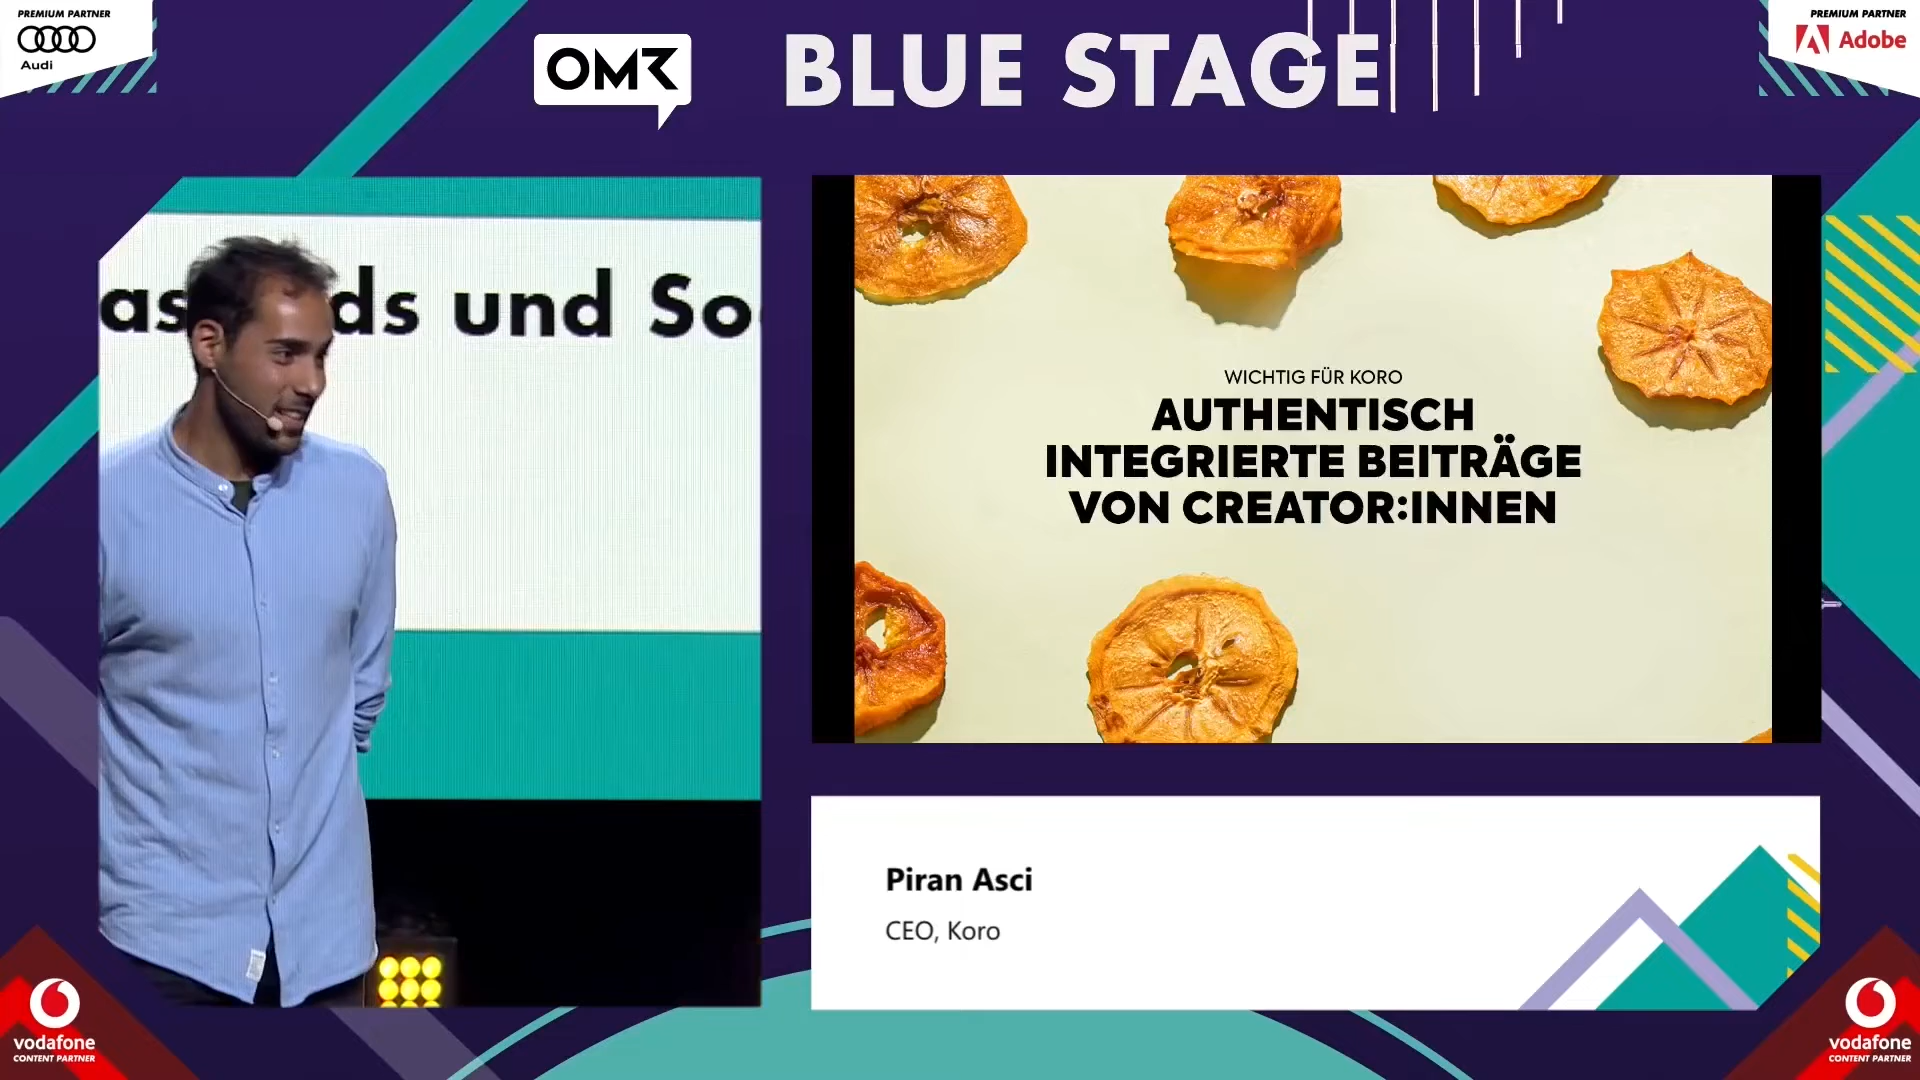 PREMIUM PARTNER
Audi
OMR
BLUE STAGE
PREMIUM PARTNER
Adobe
ds und So
WICHTIG FÜR KORO
AUTHENTISCH
INTEGRIERTE BEITRÄGE
VON CREATOR:INNEN
Piran Asci
CEO, Koro
vodafone
CONTENT PARTNER
vodafone
CONTENT PARTNER